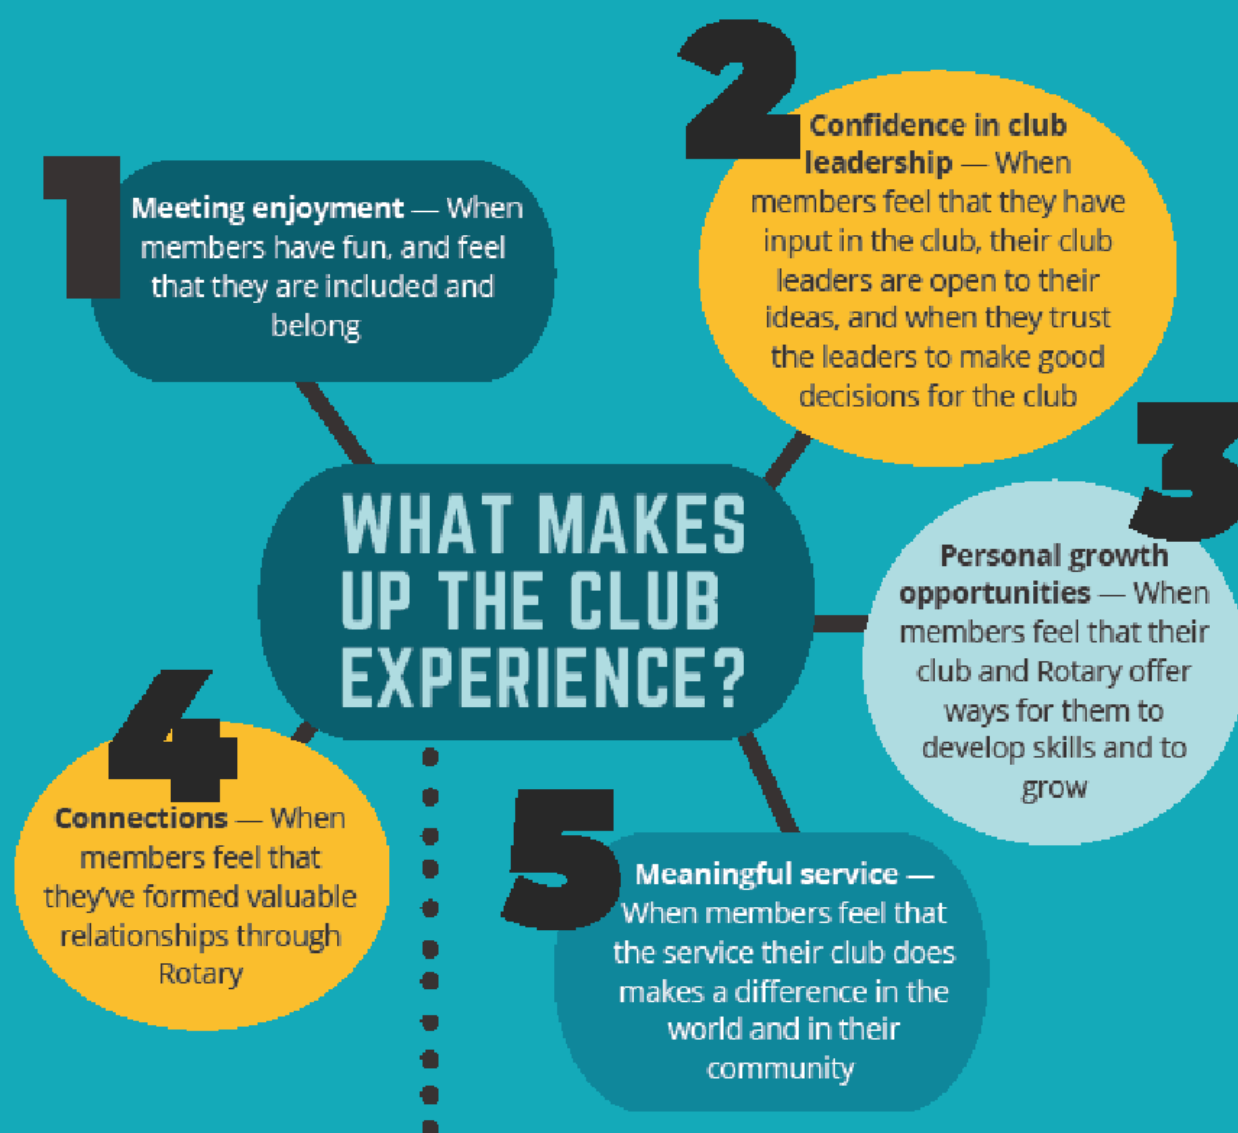 WHAT MAKES
UP THE CLUB
EXPERIENCE?
1
Meeting enjoyment — When
members have fun, and feel
that they are included and
belong
2
Confidence in club
leadership — When
members feel that they have
input in the club, their club
leaders are open to their
ideas, and when they trust
the leaders to make good
decisions for the club
3
Personal growth
opportunities — When
members feel that their
club and Rotary offer
ways for them to
develop skills and to
grow
4
Connections — When
members feel that
they've formed valuable
relationships through
Rotary
5
Meaningful service —
When members feel that
the service their club does
makes a difference in the
world and in their
community